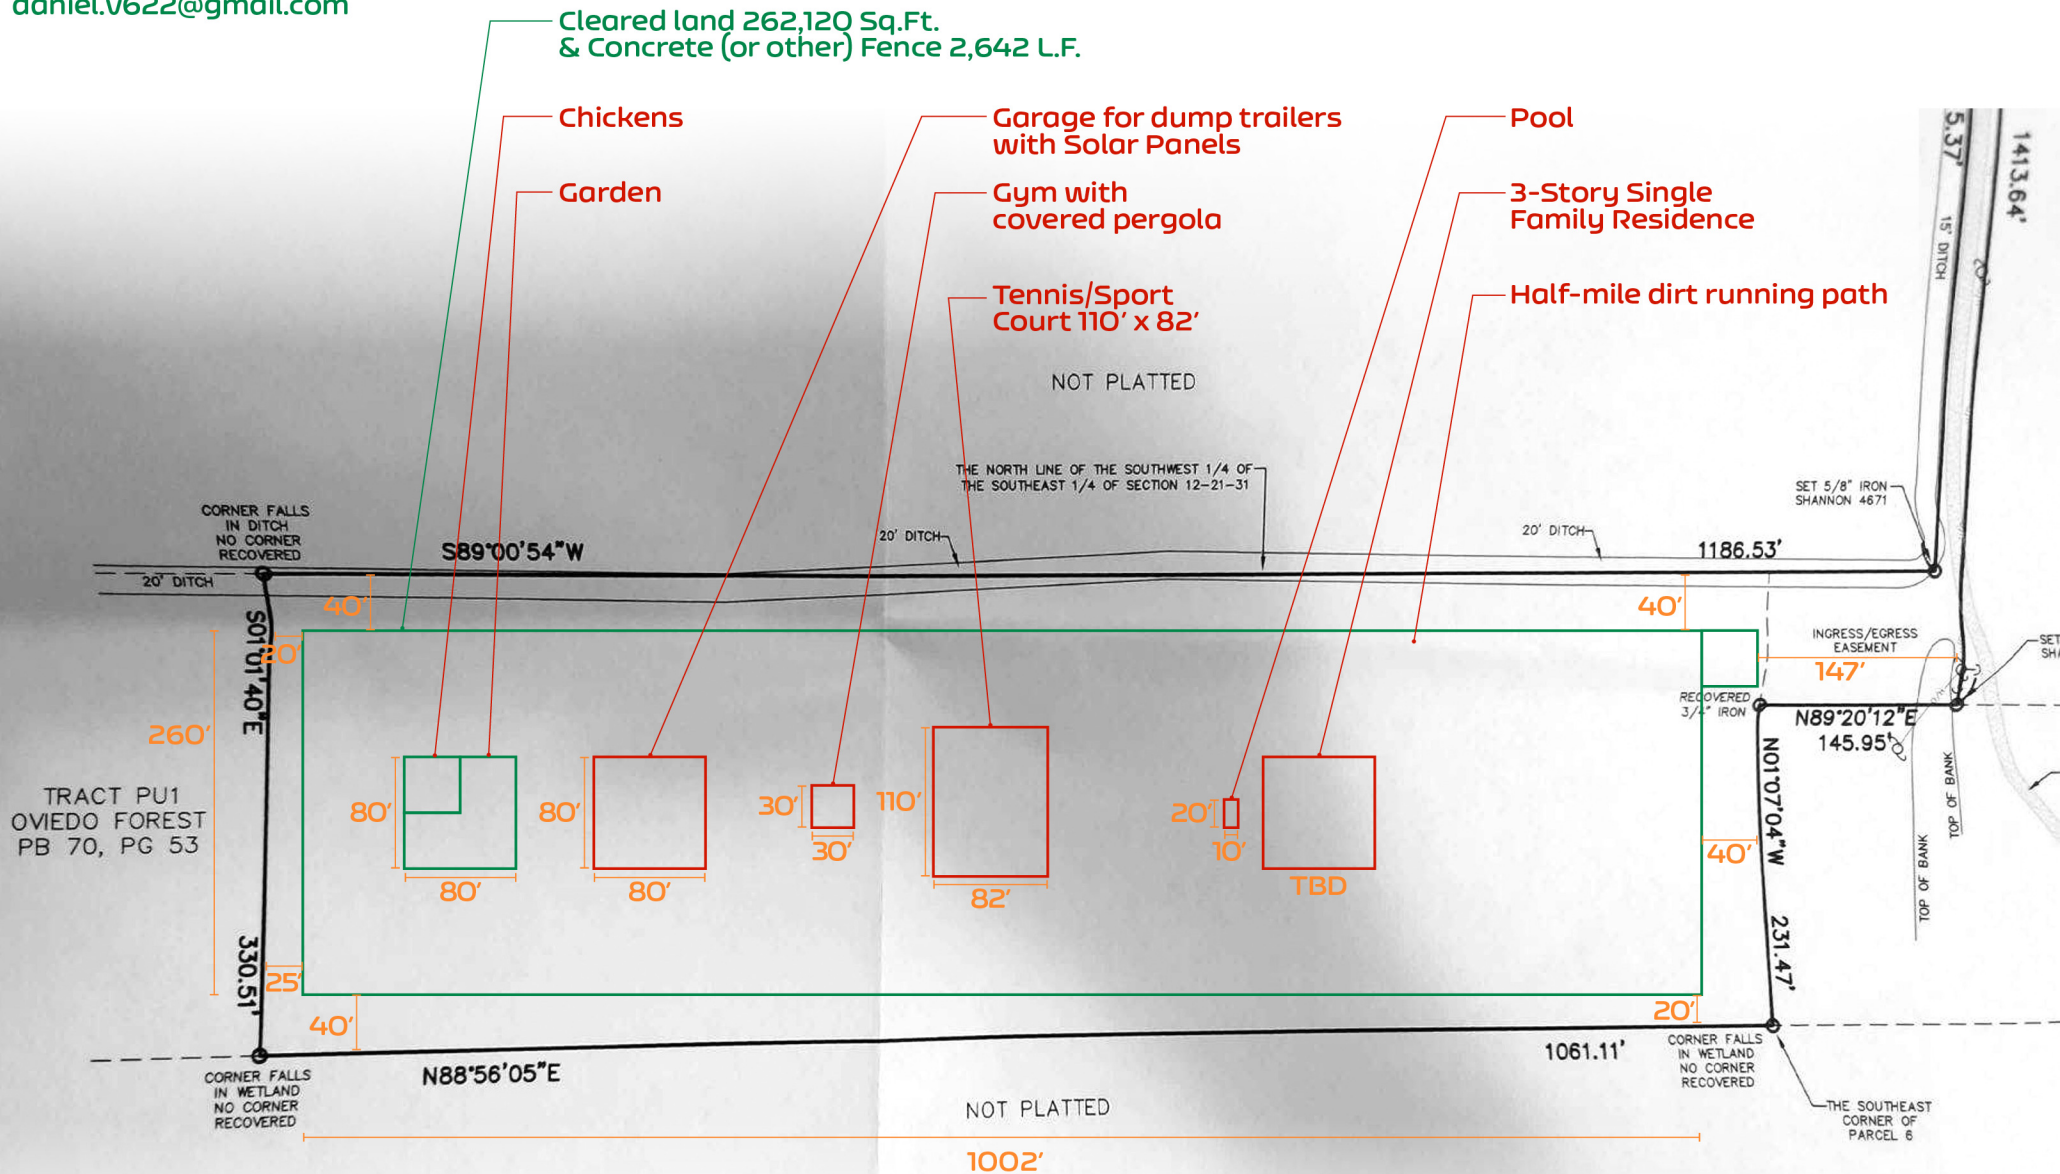 daniel.v622@gmail.com
Cleared land 262,120 Sq.Ft.
& Concrete (or other) Fence 2,642 L.F.
Chickens
Garden
Garage for dump trailers
with Solar Panels
Gym with
covered pergola
Tennis/Sport
Court 110' x 82'
Pool
3-Story Single
Family Residence
Half-mile dirt running path
5.37'
15' DITCH
20'
1413.64'
NOT PLATTED
THE NORTH LINE OF THE SOUTHWEST 1/4 OF
THE SOUTHEAST 1/4 OF SECTION 12-21-31
SET 5/8" IRON
SHANNON 4671
CORNER FALLS
IN DITCH
NO CORNER
RECOVERED
S89°00'54"W
20' DITCH
20' DITCH
1186.53'
20' DITCH
40'
40'
S01°01'40"E
20'
INGRESS/EGRESS
EASEMENT
SET
SH
147'
RECOVERED
3/4" IRON
N89°20'12"E
145.95'
260'
TRACT PU1
OVIEDO FOREST
PB 70, PG 53
80'
80'
80'
80'
30'
30'
110'
82'
20'
10'
TBD
40'
N01°07'04"W
231.47'
TOP OF BANK
TOP OF BANK
330.51'
25'
40'
20'
N88°56'05"E
1061.11'
CORNER FALLS
IN WETLAND
NO CORNER
RECOVERED
CORNER FALLS
IN WETLAND
NO CORNER
RECOVERED
NOT PLATTED
THE SOUTHEAST
CORNER OF
PARCEL 6
1002'